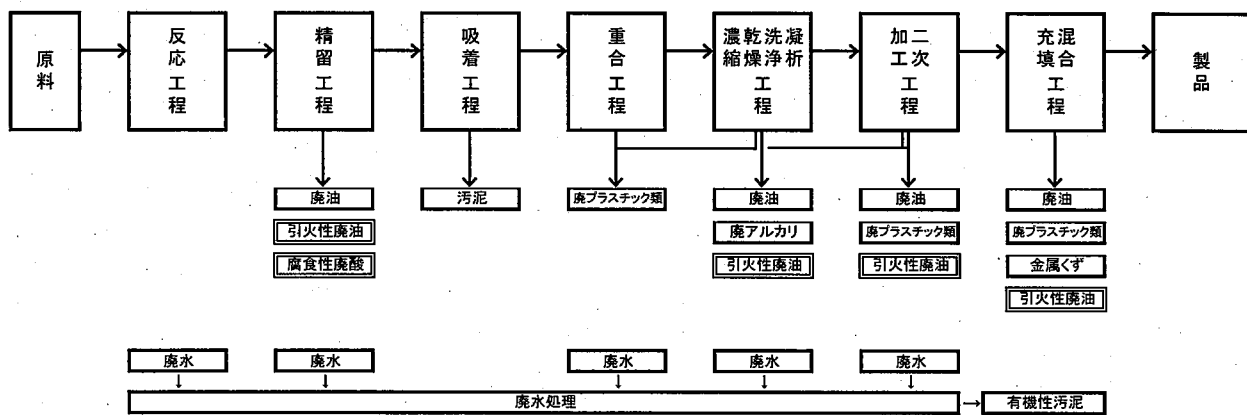 原料
反応工程
精留工程
吸着工程
重合工程
凝析
洗浄
乾燥
濃縮
工程
二次
加工
工程
混合
充填
工程
製品
廃油
引火性廃油
腐食性廃酸
汚泥
廃プラスチック類
廃油
廃アルカリ
引火性廃油
廃油
廃プラスチック類
引火性廃油
廃油
廃プラスチック類
金属くず
引火性廃油
廃水
廃水
廃水
廃水
廃水
廃水処理
有機性汚泥